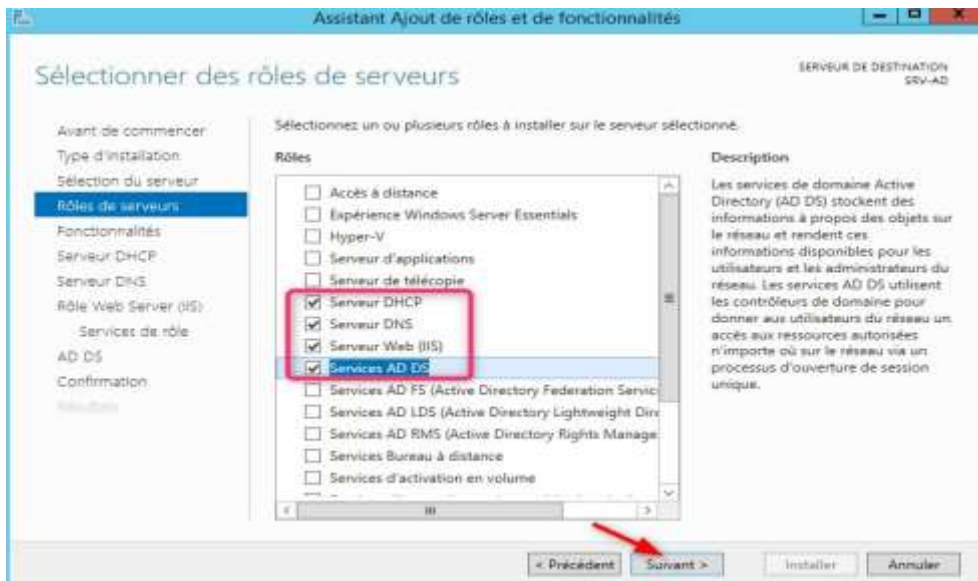 Assistant Ajout de rôles et de fonctionnalités
Sélectionner des rôles de serveurs
SERVEUR DE DESTINATION
SRV-AD
Avant de commencer
Type d'installation
Sélection du serveur
Rôles de serveurs
Fonctionnalités
Serveur DHCP
Serveur DNS
Rôle Web Server (IIS)
Services de rôle
AD DS
Confirmation
Résultats
Sélectionnez un ou plusieurs rôles à installer sur le serveur sélectionné.
Rôles
Accès à distance
Expérience Windows Server Essentials
Hyper-V
Serveur d'applications
Serveur de télécopie
Serveur DHCP
Serveur DNS
Serveur Web (IIS)
Services AD DS
Services AD FS (Active Directory Federation Servic
Services AD LDS (Active Directory Lightweight Dire
Services AD RMS (Active Directory Rights Manage
Services Bureau à distance
Services d'activation en volume
Description
Les services de domaine Active
Directory (AD DS) stockent des
informations à propos des objets sur
le réseau et rendent ces
informations disponibles pour les
utilisateurs et les administrateurs du
réseau. Les services AD DS utilisent
les contrôleurs de domaine pour
donner aux utilisateurs du réseau un
accès aux ressources autorisées
n'importe où sur le réseau via un
processus d'ouverture de session
unique.
< Précédent
Suivant >
Installer
Annuler